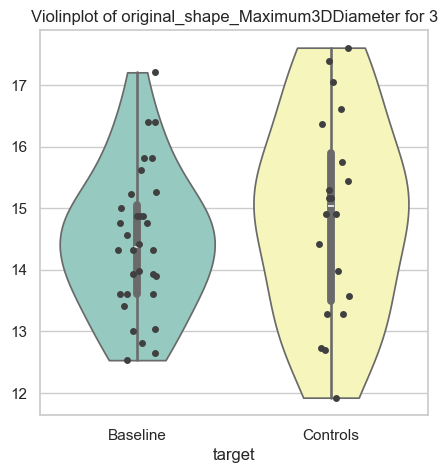 Violinplot of original_shape_Maximum3DDiameter for 3
17
16
15
14
13
12
Baseline
Controls
target